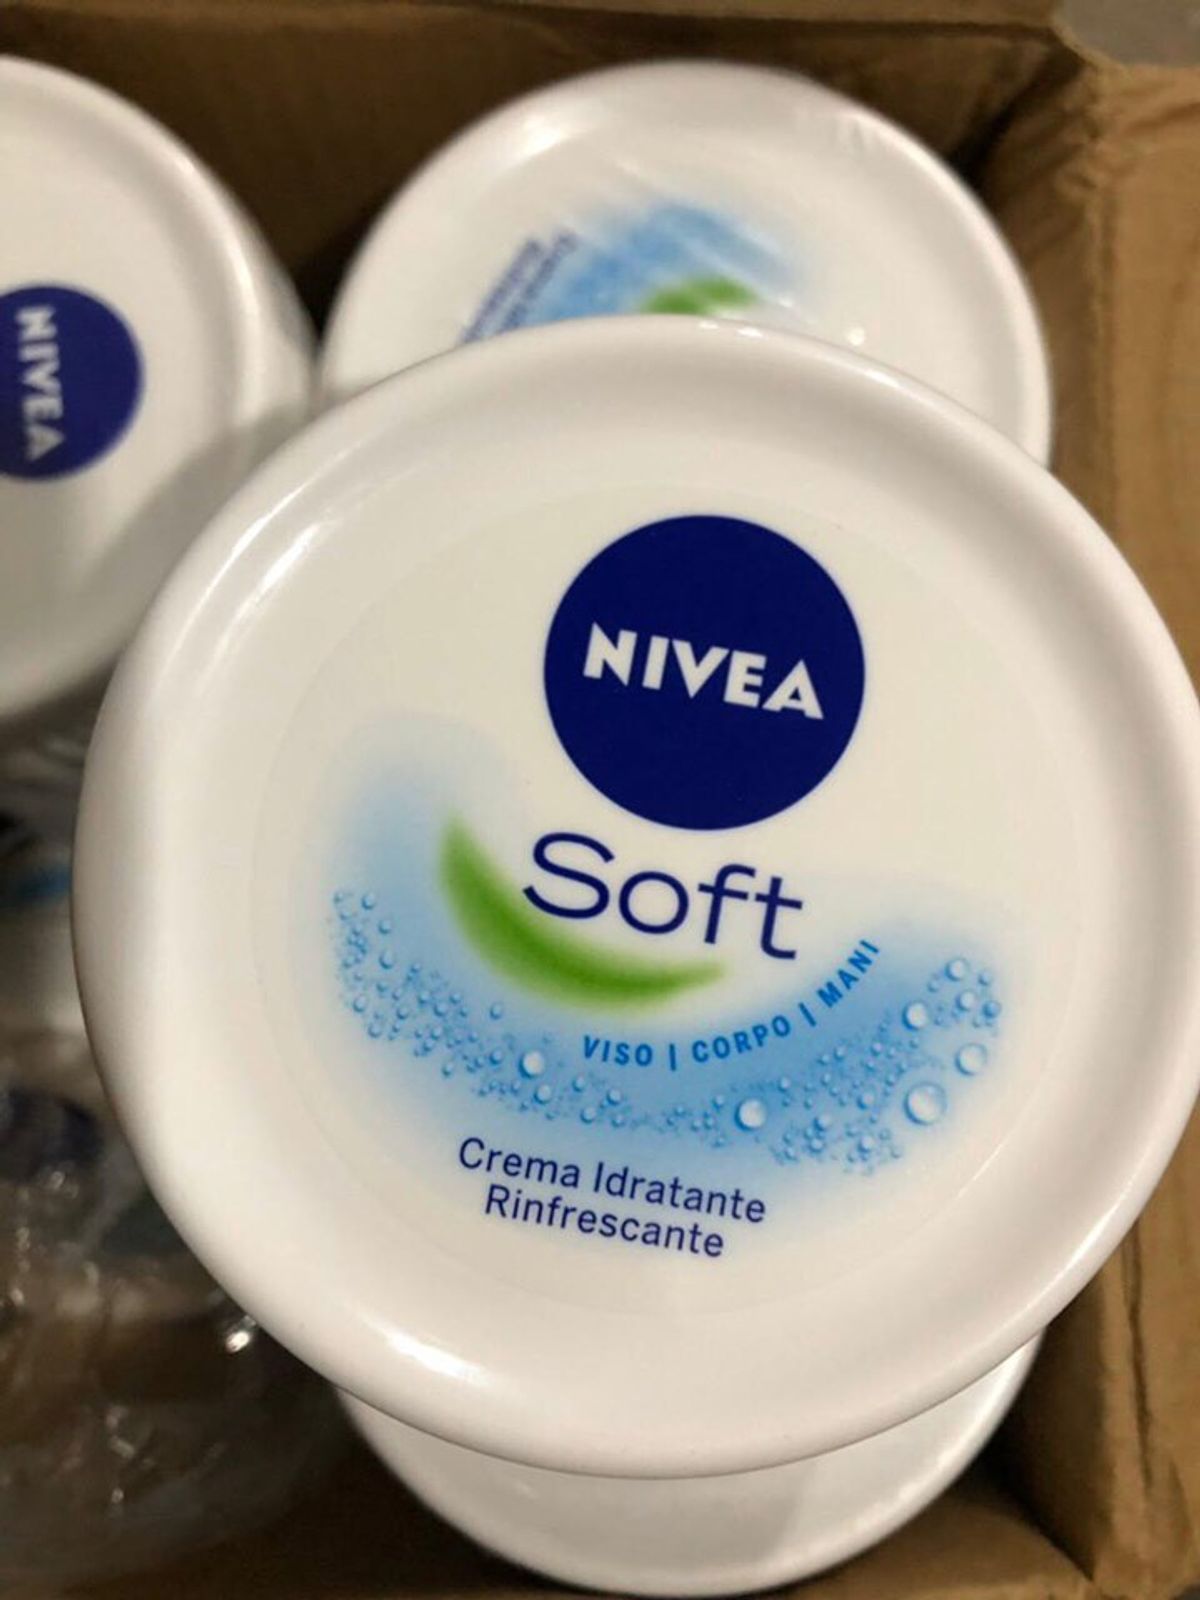 NIVEA
NIVEA
Soft
VISO | CORPO | MANI
Crema Idratante
Rinfrescante